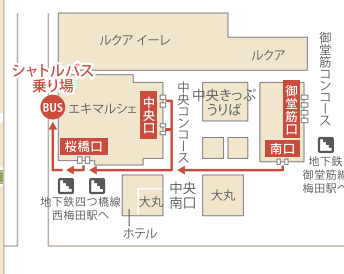 ルクア イーレ
ルクア
御堂筋コンコース
シャトルバス
乗り場
BUS
エキマルシェ
中央口
中央コンコース
中央きっぷ
うりば
御堂筋口
桜橋口
南口
地下鉄
御堂筋線
梅田駅へ
地下鉄四つ橋線
西梅田駅へ
大丸
ホテル
中央
南口
大丸